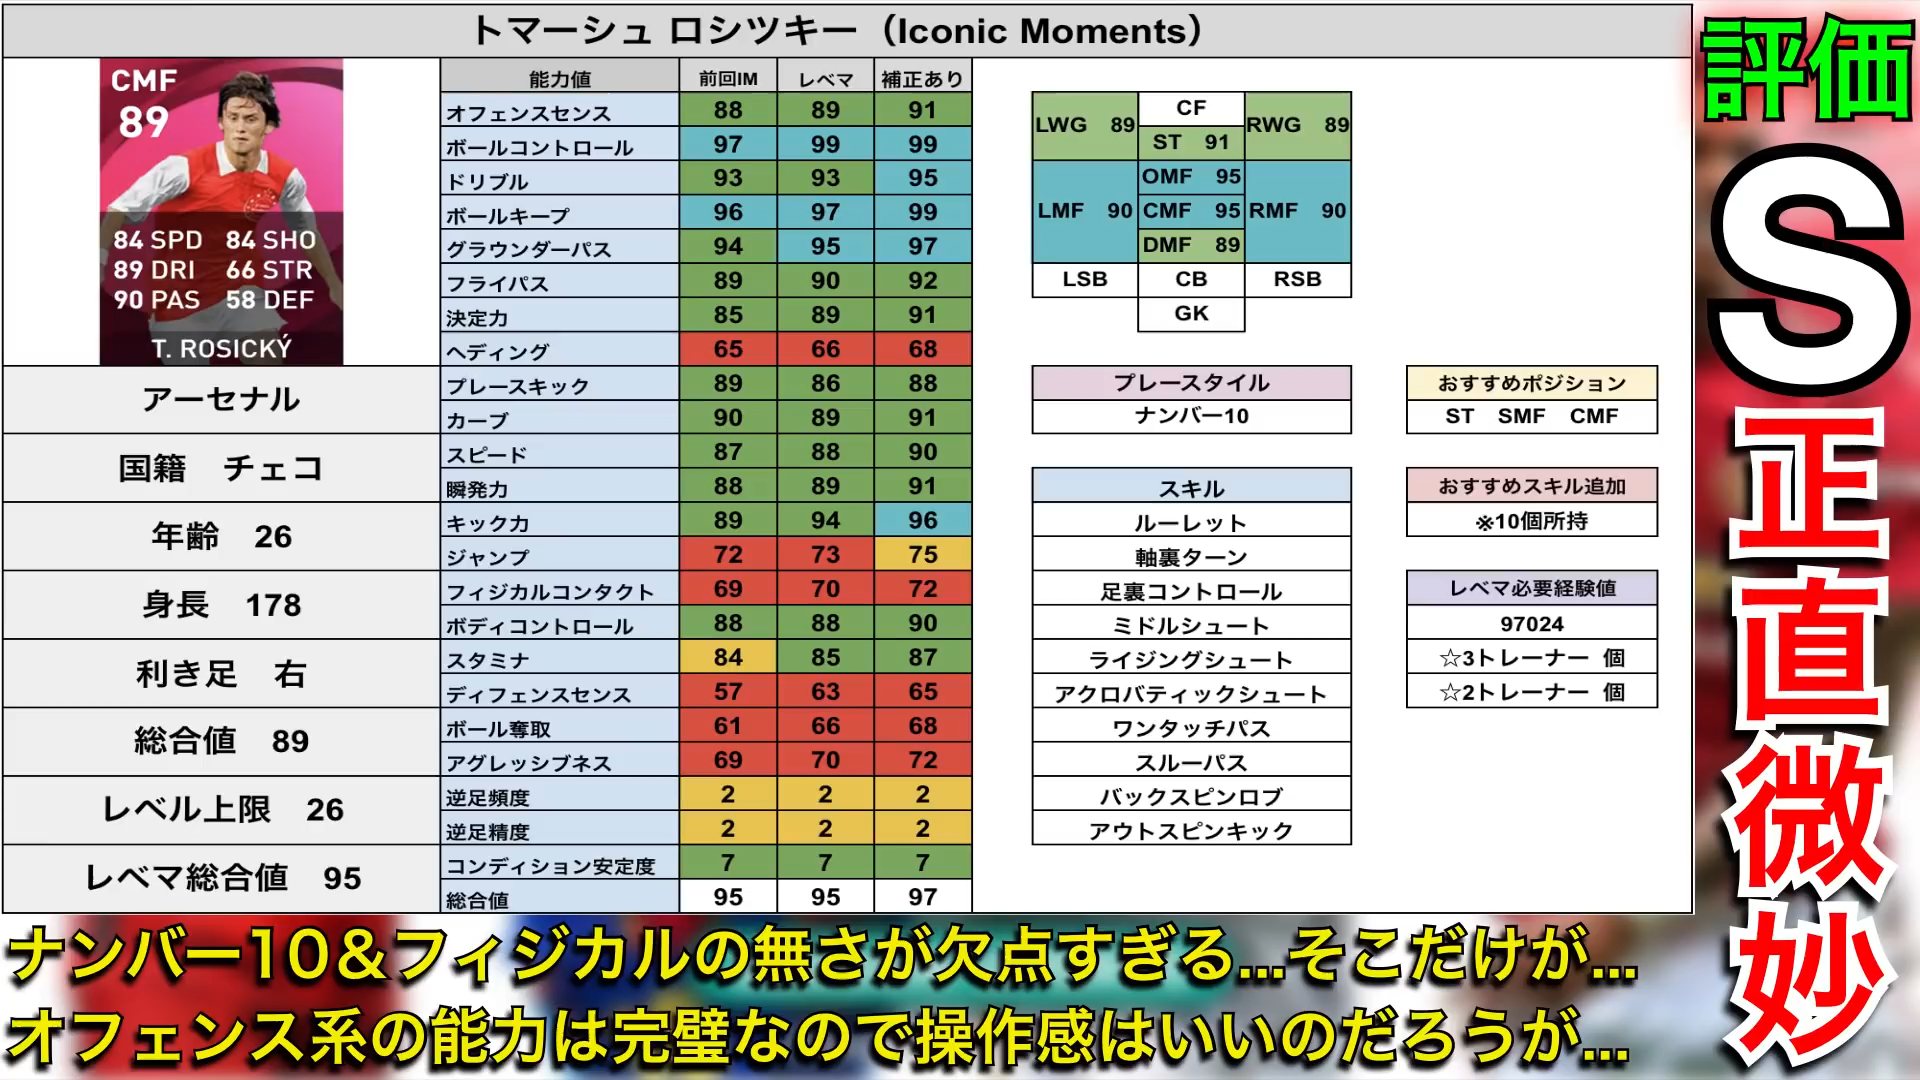 トマーシュ ロシツキー（Iconic Moments）
CMF
89
84 SPD 84 SHO
89 DRI 66 STR
90 PAS 58 DEF
T. ROSICKÝ
アーセナル
国籍 チェコ
年齢 26
身長 178
利き足 右
総合値 89
レベル上限 26
レベマ総合値 95
能力値 前回IM レベマ 補正あり
オフェンスセンス 88 89 91
ボールコントロール 97 99 99
ドリブル 93 93 95
ボールキープ 96 97 99
グラウンダーパス 94 95 97
フライパス 89 90 92
決定力 85 89 91
ヘディング 65 66 68
プレースキック 89 86 88
カーブ 90 89 91
スピード 87 88 90
瞬発力 88 89 91
キック力 89 94 96
ジャンプ 72 73 75
フィジカルコンタクト 69 70 72
ボディコントロール 88 88 90
スタミナ 84 85 87
ディフェンスセンス 57 63 65
ボール奪取 61 66 68
アグレッシブネス 69 70 72
逆足頻度 2 2 2
逆足精度 2 2 2
コンディション安定度 7 7 7
総合値 95 95 97
CF
LWG 89 ST 91 RWG 89
OMF 95
LMF 90 CMF 95 RMF 90
DMF 89
LSB CB RSB
GK
プレースタイル
ナンバー10
スキル
ルーレット
軸裏ターン
足裏コントロール
ミドルシュート
ライジングシュート
アクロバティックシュート
ワンタッチパス
スルーパス
バックスピンロブ
アウトスピンキック
おすすめポジション
ST SMF CMF
おすすめスキル追加
※10個所持
レベマ必要経験値
97024
☆3トレーナー 個
☆2トレーナー 個
評価
S
正直微妙
ナンバー10＆フィジカルの無さが欠点すぎる...そこだけが...
オフェンス系の能力は完璧なので操作感はいいのだろうが...